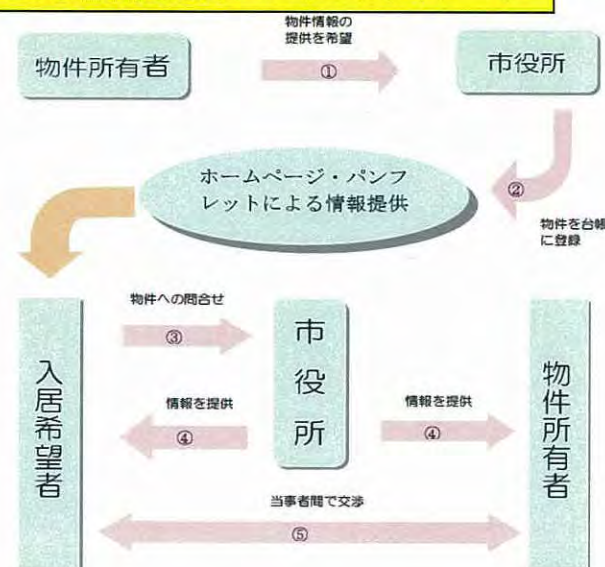 物件情報の
提供を希望
物件所有者
①
市役所
ホームページ・パンフ
レットによる情報提供
②
物件を台帳
に登録
物件への問合せ
③
入居希望者
市役所
物件所有者
情報を提供
④
情報を提供
④
当事者間で交渉
⑤